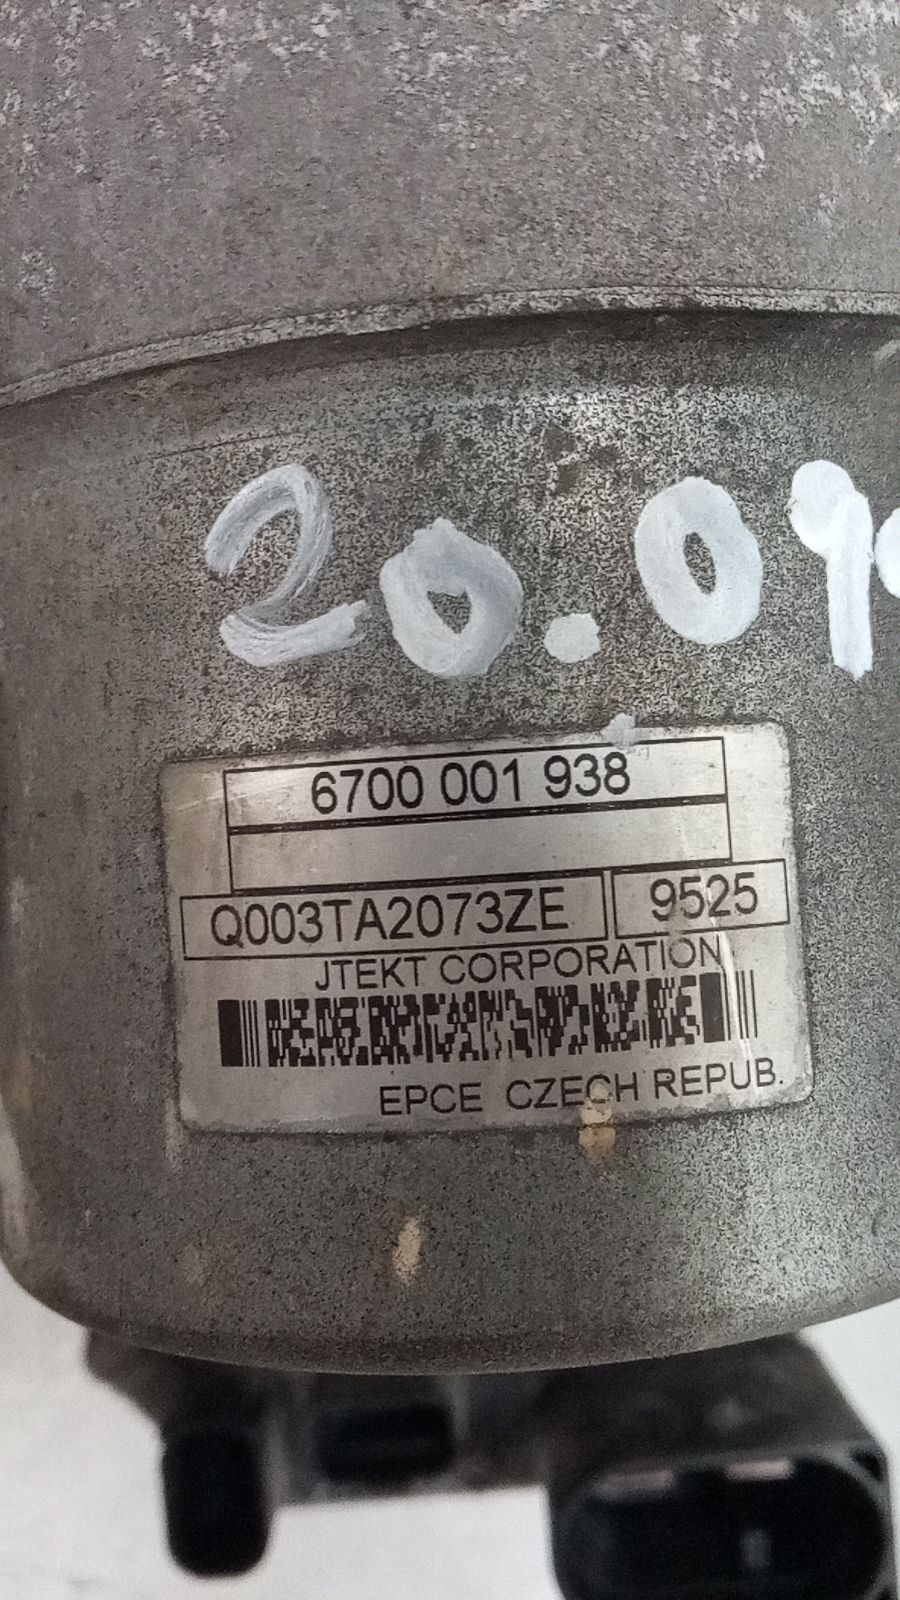 20.09
6700 001 938
Q003TA2073ZE 9525
JTEKT CORPORATION
EPCE CZECH REPUB.